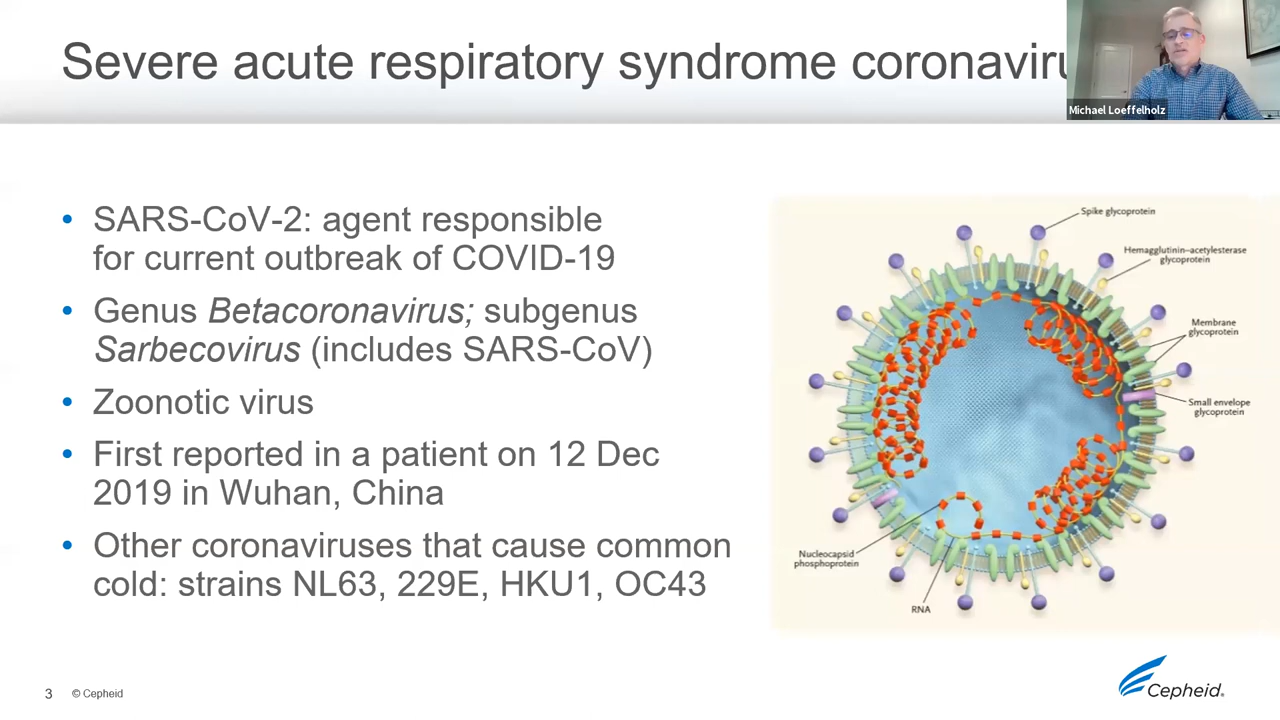 Severe acute respiratory syndrome coronaviru
Michael Loeffelholz
• SARS-CoV-2: agent responsible
for current outbreak of COVID-19
• Genus Betacoronavirus; subgenus
Sarbecovirus (includes SARS-CoV)
• Zoonotic virus
• First reported in a patient on 12 Dec
2019 in Wuhan, China
• Other coronaviruses that cause common
cold: strains NL63, 229E, HKU1, OC43
Spike glycoprotein
Hemagglutinin–acetylesterase
glycoprotein
Membrane
glycoprotein
Small envelope
glycoprotein
Nucleocapsid
phosphoprotein
RNA
3 © Cepheid
Cepheid.